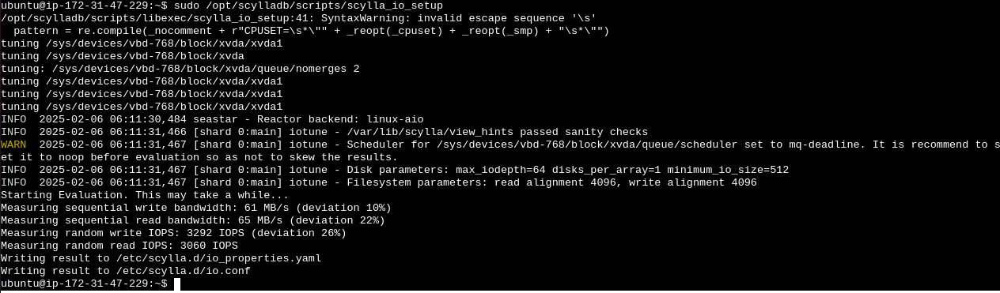 ubuntu@ip-172-31-47-229:~$ sudo /opt/scylladb/scripts/scylla_io_setup
/opt/scylladb/scripts/libexec/scylla_io_setup:41: SyntaxWarning: invalid escape sequence '\s'
  pattern = re.compile(_nocomment + r"CPUSET=\s*\"" + _reopt(_cpuset) + _reopt(_smp) + "\s*\"")
tuning /sys/devices/vbd-768/block/xvda/xvda1
tuning /sys/devices/vbd-768/block/xvda
tuning: /sys/devices/vbd-768/block/xvda/queue/nomerges 2
tuning /sys/devices/vbd-768/block/xvda/xvda1
tuning /sys/devices/vbd-768/block/xvda/xvda1
tuning /sys/devices/vbd-768/block/xvda/xvda1
INFO  2025-02-06 06:11:30,484 seastar - Reactor backend: linux-aio
INFO  2025-02-06 06:11:31,466 [shard 0:main] iotune - /var/lib/scylla/view_hints passed sanity checks
WARN  2025-02-06 06:11:31,467 [shard 0:main] iotune - Scheduler for /sys/devices/vbd-768/block/xvda/queue/scheduler set to mq-deadline. It is recommend to s
et it to noop before evaluation so as not to skew the results.
INFO  2025-02-06 06:11:31,467 [shard 0:main] iotune - Disk parameters: max_iodepth=64 disks_per_array=1 minimum_io_size=512
INFO  2025-02-06 06:11:31,467 [shard 0:main] iotune - Filesystem parameters: read alignment 4096, write alignment 4096
Starting Evaluation. This may take a while...
Measuring sequential write bandwidth: 61 MB/s (deviation 10%)
Measuring sequential read bandwidth: 65 MB/s (deviation 22%)
Measuring random write IOPS: 3292 IOPS (deviation 26%)
Measuring random read IOPS: 3060 IOPS
Writing result to /etc/scylla.d/io_properties.yaml
Writing result to /etc/scylla.d/io.conf
ubuntu@ip-172-31-47-229:~$